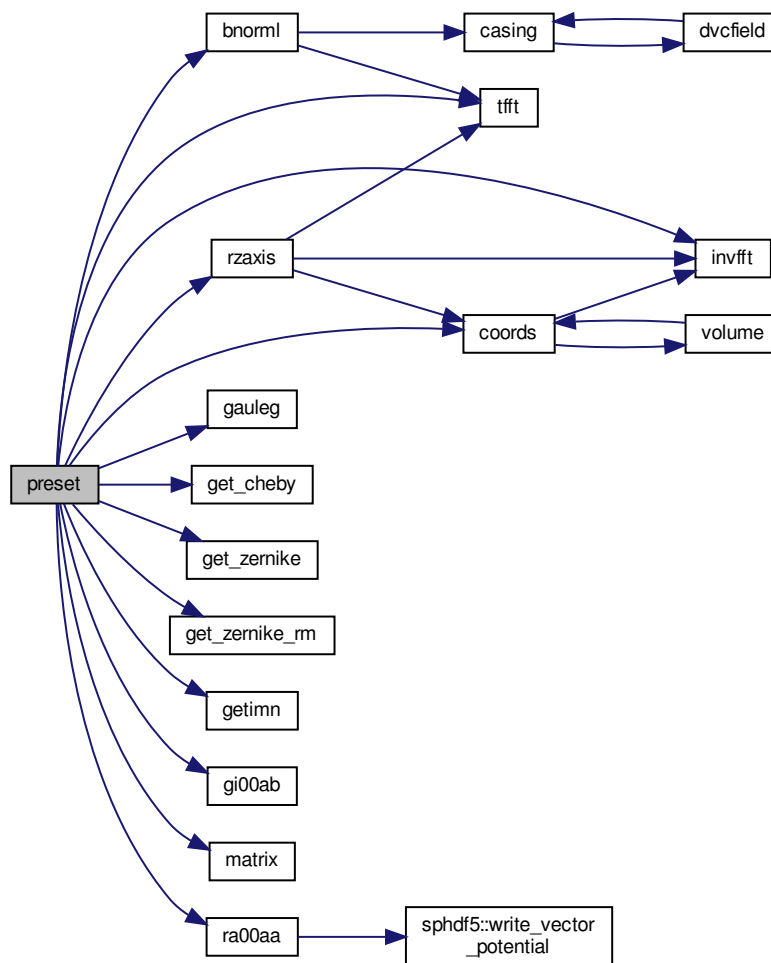 bnorml
casing
dvcfield
tfft
rzaxis
invfft
coords
volume
gauleg
preset
get_cheby
get_zernike
get_zernike_rm
getimn
gi00ab
matrix
ra00aa
sphdf5::write_vector
_potential